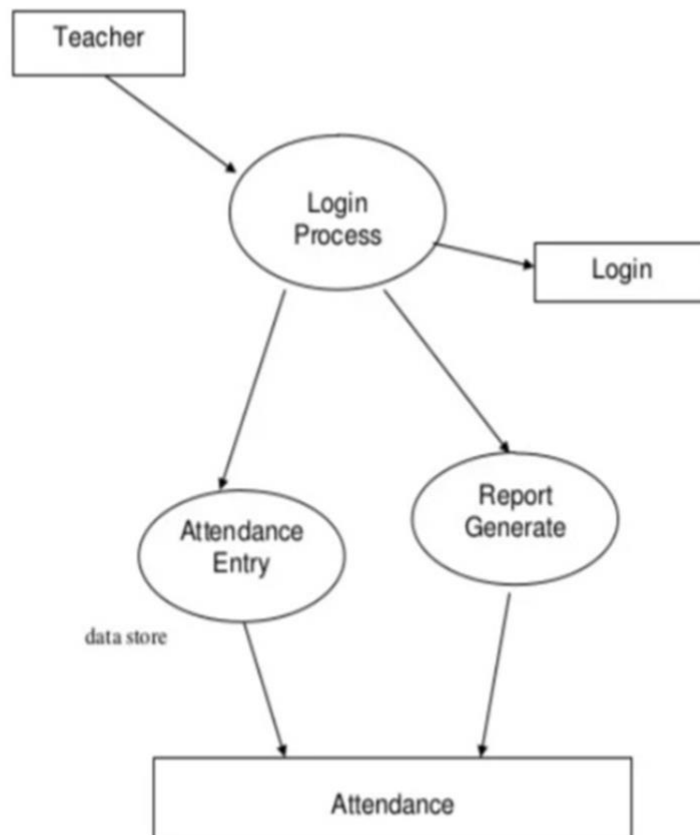 Teacher
Login
Process
Login
Report
Generate
Attendance
Entry
data store
Attendance